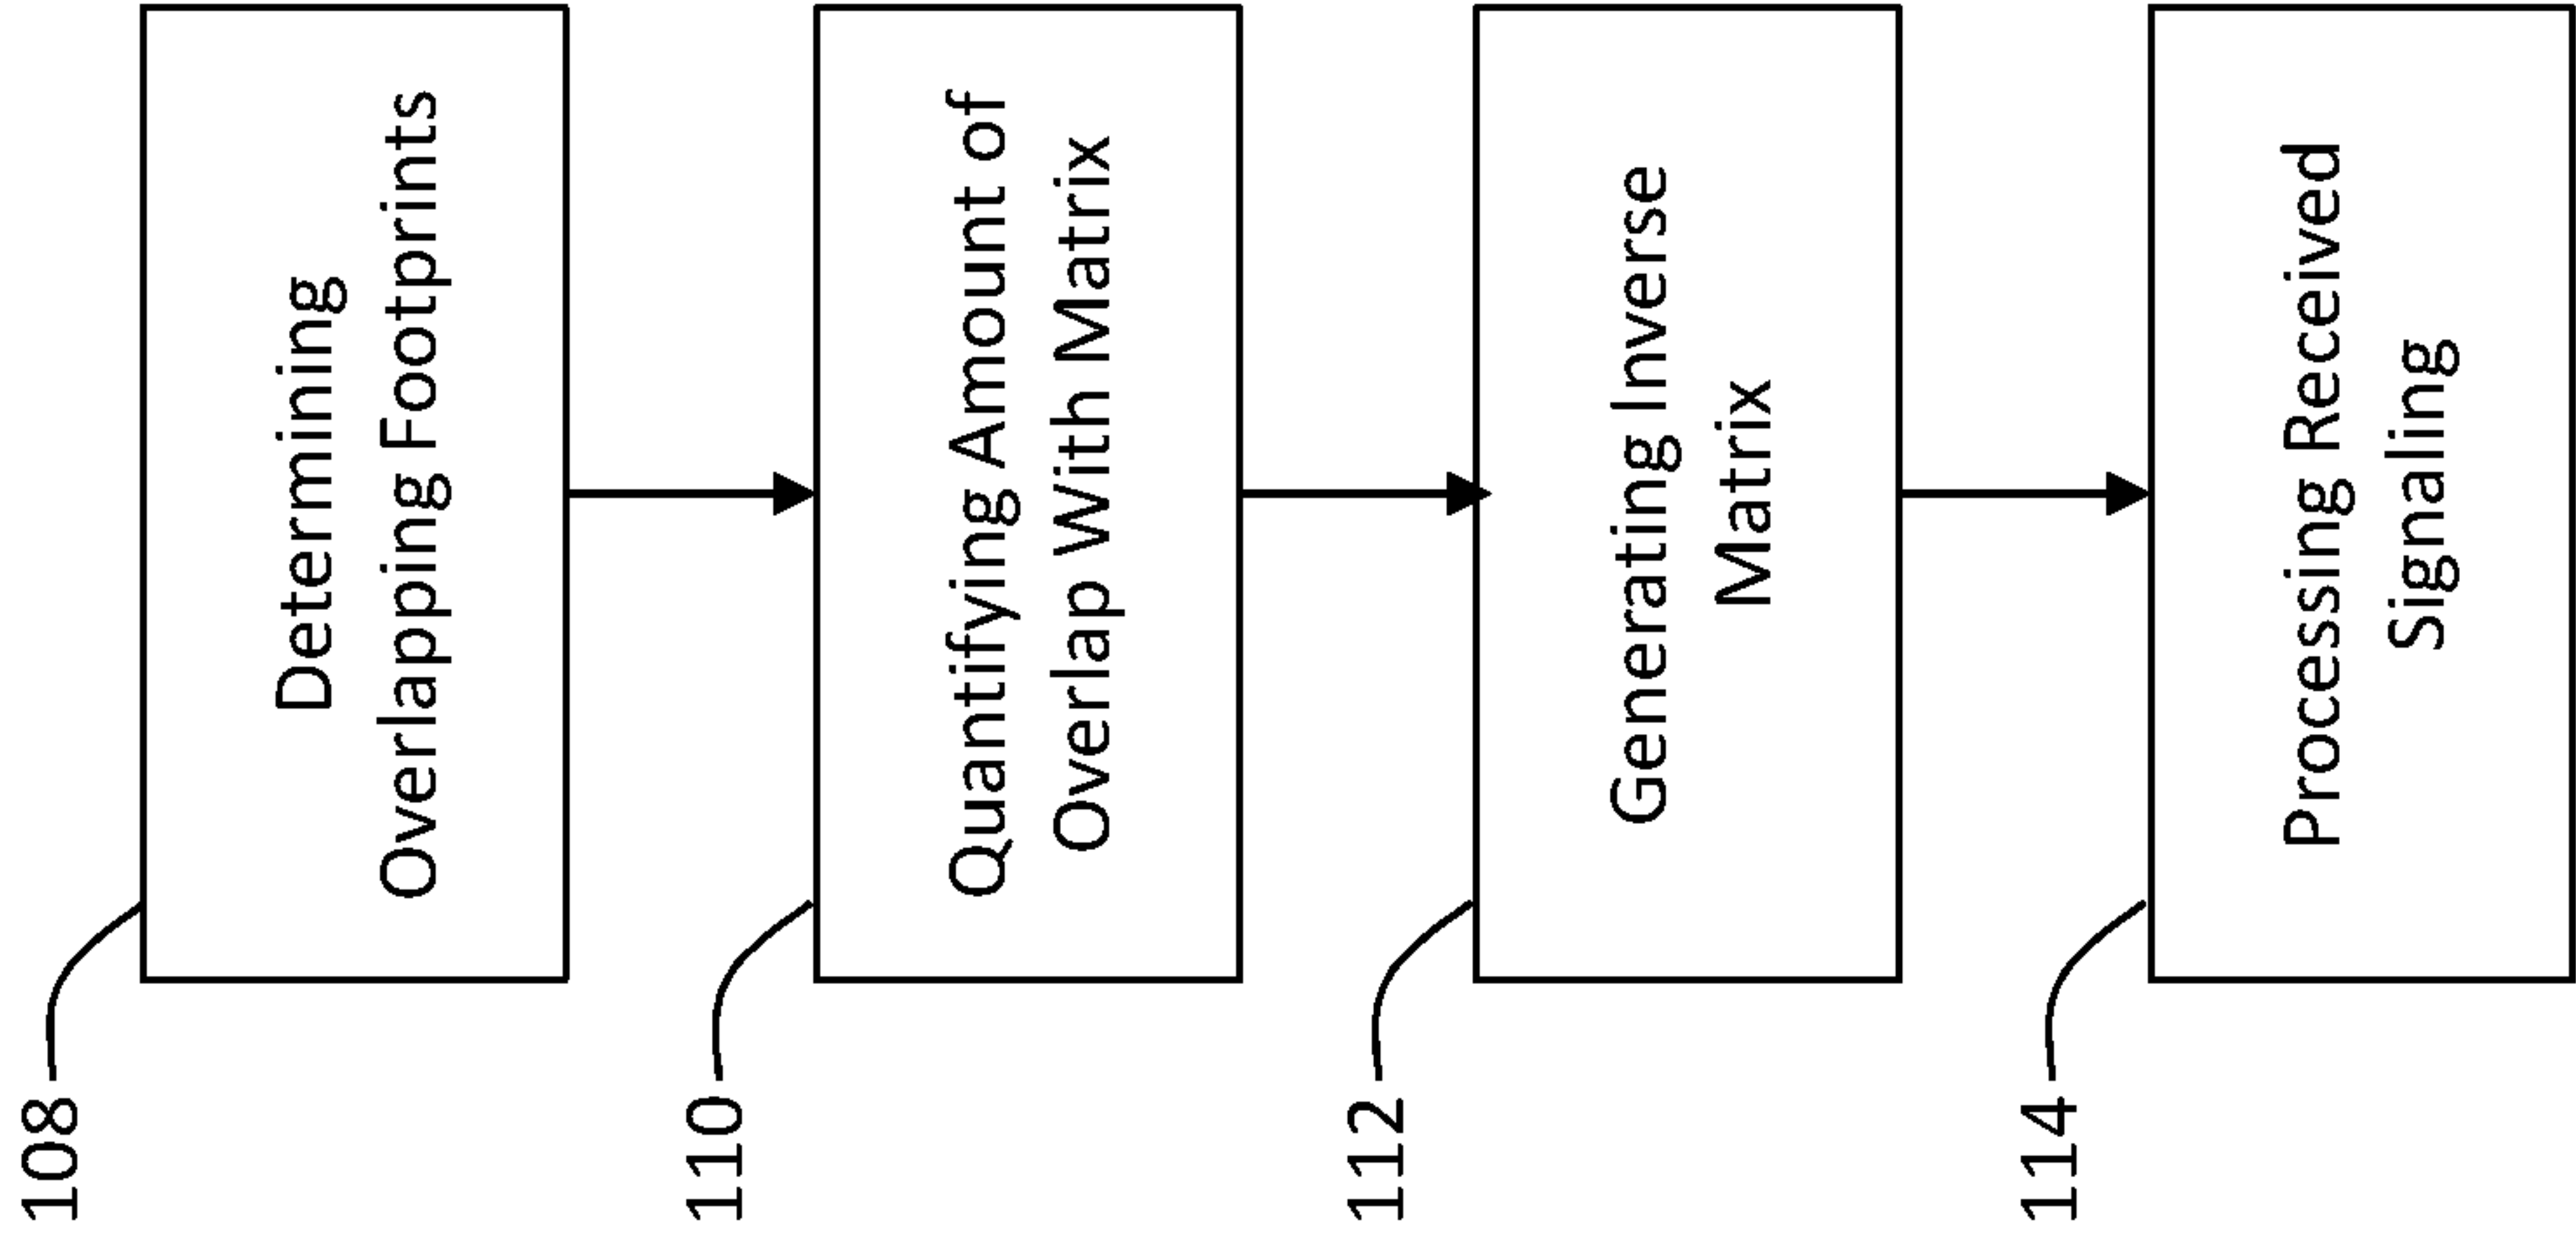 108
Determining
Overlapping Footprints
110
Quantifying Amount of
Overlap With Matrix
112
Generating Inverse
Matrix
114
Processing Received
Signaling